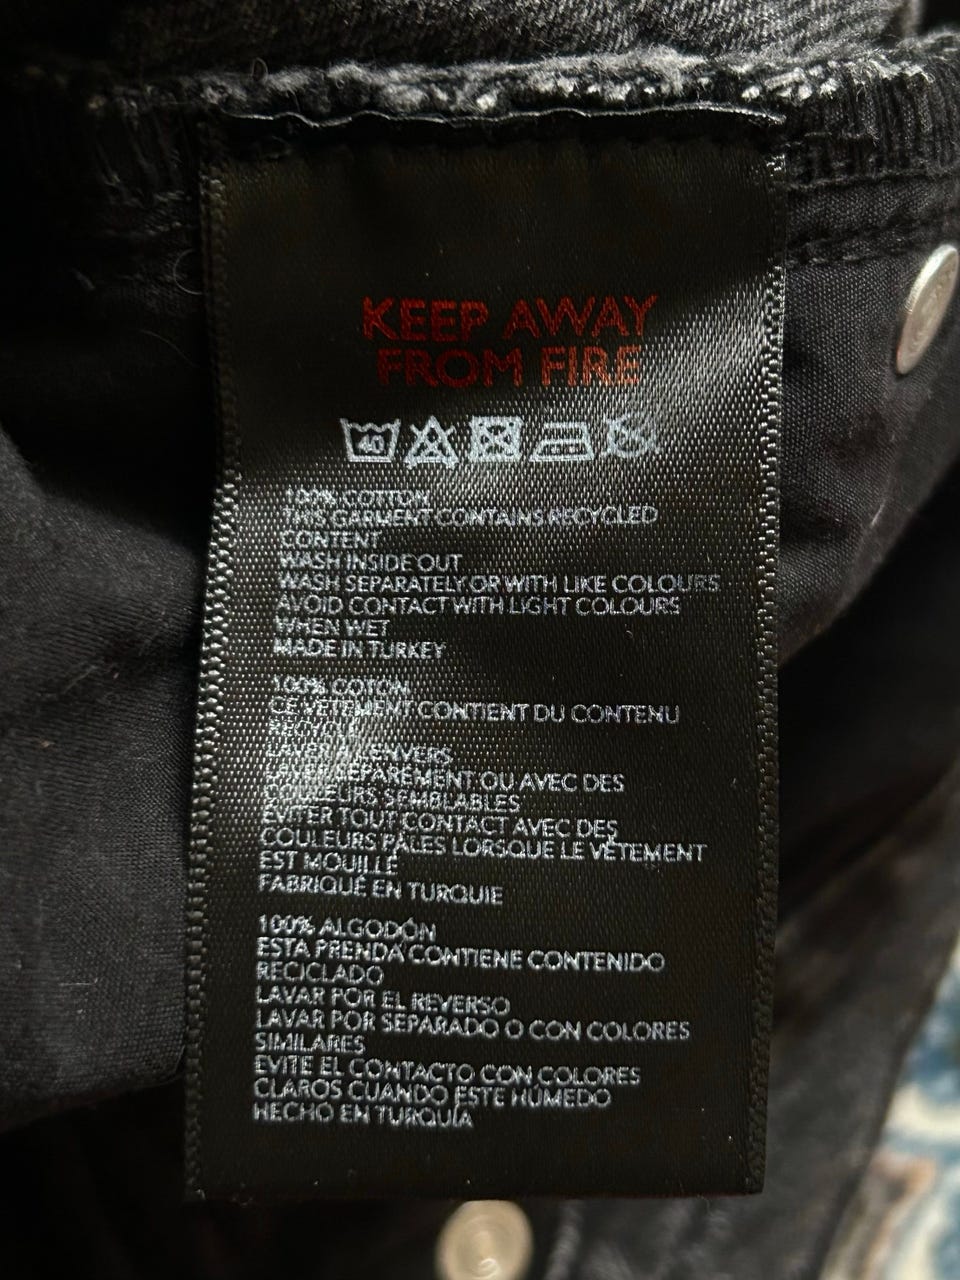 KEEP AWAY
FROM FIRE
40
100% COTTON
THIS GARMENT CONTAINS RECYCLED
CONTENT
WASH INSIDE OUT
WASH SEPARATELY OR WITH LIKE COLOURS
AVOID CONTACT WITH LIGHT COLOURS
WHEN WET
MADE IN TURKEY
100% COTON
CE VÊTEMENT CONTIENT DU CONTENU
RECYCLÉ
LAVER À L'ENVERS
LAVER SÉPARÉMENT OU AVEC DES
COULEURS SEMBLABLES
ÉVITER TOUT CONTACT AVEC DES
COULEURS PÂLES LORSQUE LE VÊTEMENT
EST MOUILLÉ
FABRIQUÉ EN TURQUIE
100% ALGODÓN
ESTA PRENDA CONTIENE CONTENIDO
RECICLADO
LAVAR POR EL REVERSO
LAVAR POR SEPARADO O CON COLORES
SIMILARES
EVITE EL CONTACTO CON COLORES
CLAROS CUANDO ESTE HÚMEDO
HECHO EN TURQUÍA